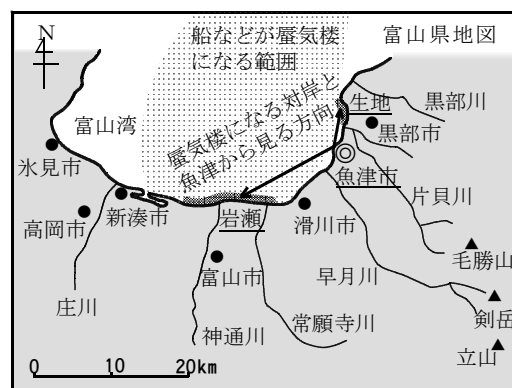 N
船などが蜃気楼
になる範囲
富山県地図
蜃気楼になる対岸と
魚津から見る方向
生地
黒部川
黒部市
富山湾
氷見市
魚津市
片貝川
高岡市
新湊市
岩瀬
滑川市
毛勝山
富山市
早月川
庄川
神通川
常願寺川
剣岳
立山
0 10 20km